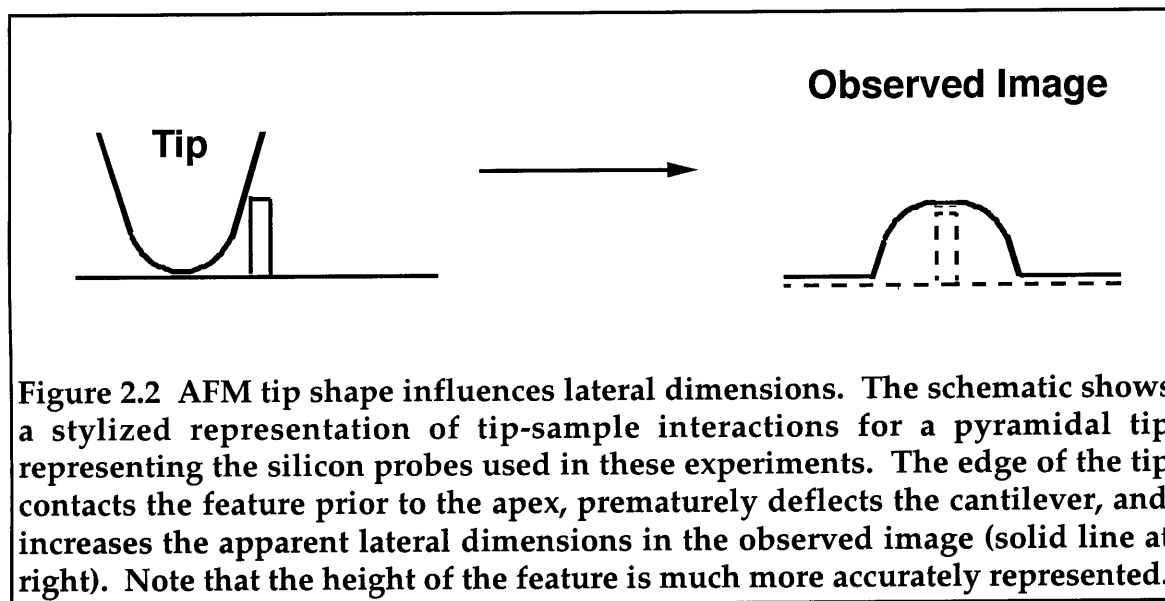 Observed Image
Tip
Figure 2.2 AFM tip shape influences lateral dimensions. The schematic shows
a stylized representation of tip-sample interactions for a pyramidal tip
representing the silicon probes used in these experiments. The edge of the tip
contacts the feature prior to the apex, prematurely deflects the cantilever, and
increases the apparent lateral dimensions in the observed image (solid line at
right). Note that the height of the feature is much more accurately represented.